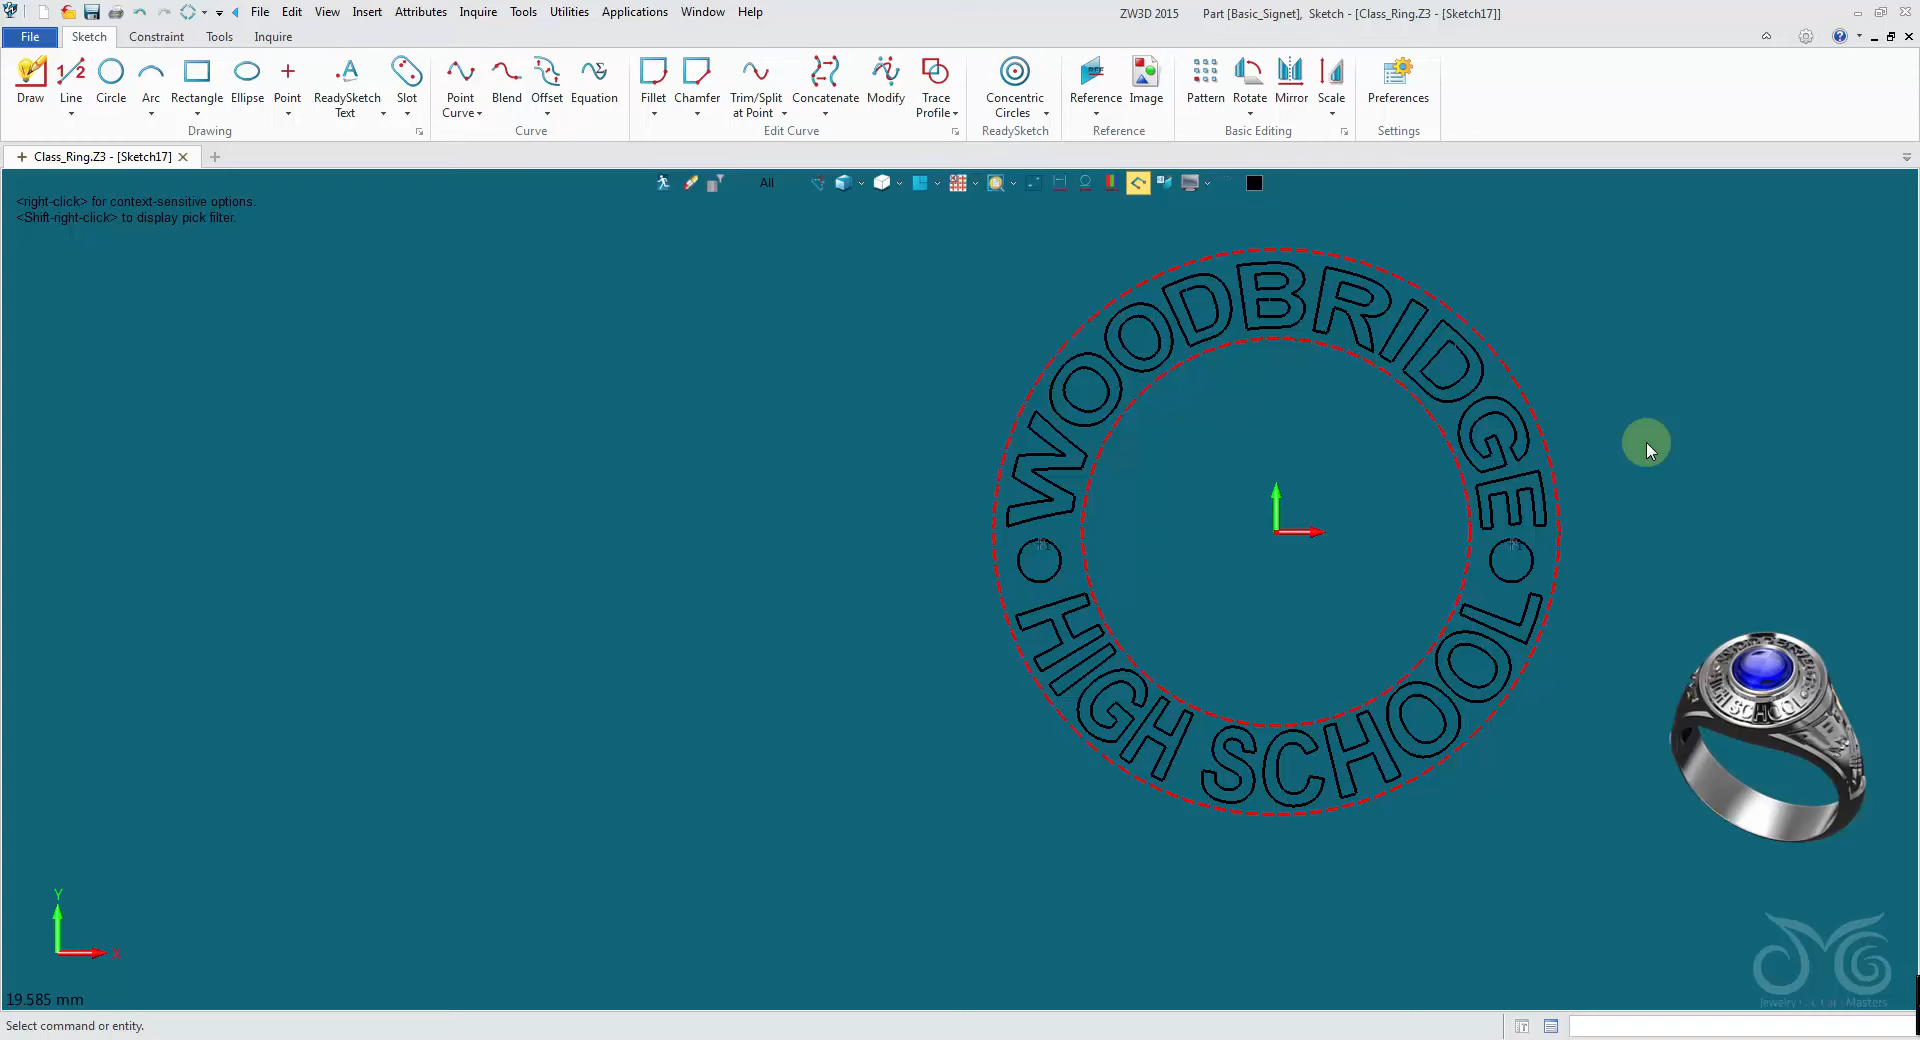 File Edit View Insert Attributes Inquire Tools Utilities Applications Window Help
ZW3D 2015 Part [Basic_Signet], Sketch - [Class_Ring.Z3 - [Sketch17]]
File Sketch Constraint Tools Inquire
Draw Line Circle Arc Rectangle Ellipse Point ReadySketch Text Slot
Point Curve Blend Offset Equation
Fillet Chamfer Trim/Split at Point Concatenate Modify Trace Profile
Concentric Circles
Reference Image
Pattern Rotate Mirror Scale
Preferences
Drawing Curve Edit Curve ReadySketch Reference Basic Editing Settings
Class_Ring.Z3 - [Sketch17]
All
<right-click> for context-sensitive options.
<Shift-right-click> to display pick filter.
WOODBRIDGE
HIGH SCHOOL
HIGH SCHOOL
Y
X
19.585 mm
Jewelry
Masters
Select command or entity.